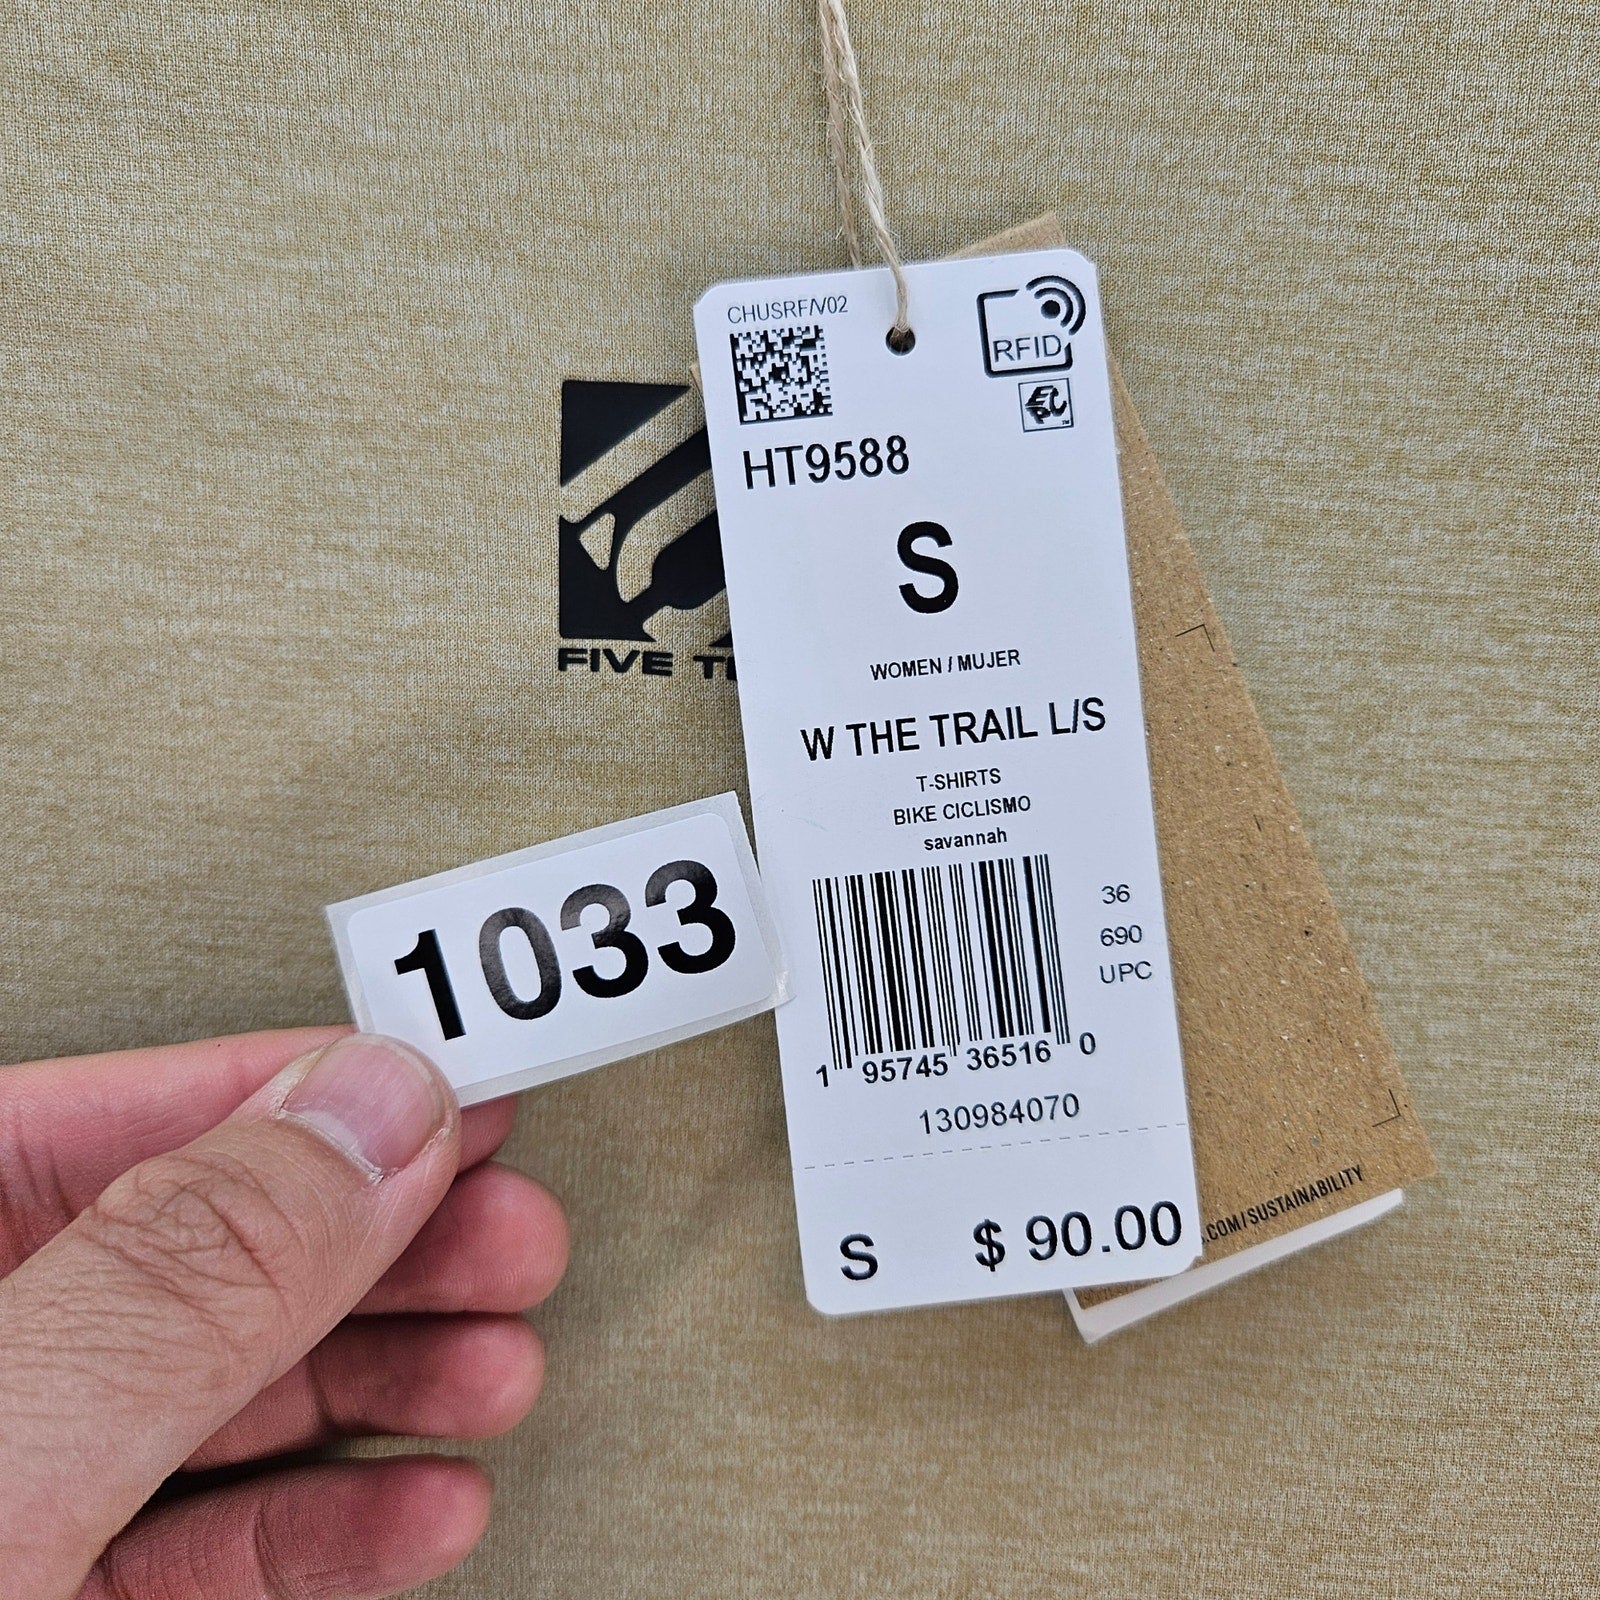 CHUSRF/V02
RFID
EPC
HT9588
S
WOMEN / MUJER
W THE TRAIL L/S
T-SHIRTS
BIKE CICLISMO
savannah
36
690
UPC
1 95745 36516 0
130984070
S $ 90.00
FIVE
1033
.COM/SUSTAINABILITY